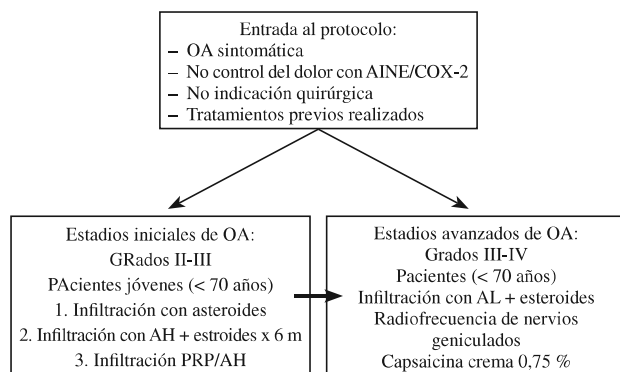 Entrada al protocolo:
– OA sintomática
– No control del dolor con AINE/COX-2
– No indicación quirúrgica
– Tratamientos previos realizados
Estadios iniciales de OA:
GRados II-III
PAcientes jóvenes (< 70 años)
1. Infiltración con asteroides
2. Infiltración con AH + estroides x 6 m
3. Infiltración PRP/AH
Estadios avanzados de OA:
Grados III-IV
Pacientes (< 70 años)
Infiltración con AL + esteroides
Radiofrecuencia de nervios
geniculados
Capsaicina crema 0,75 %